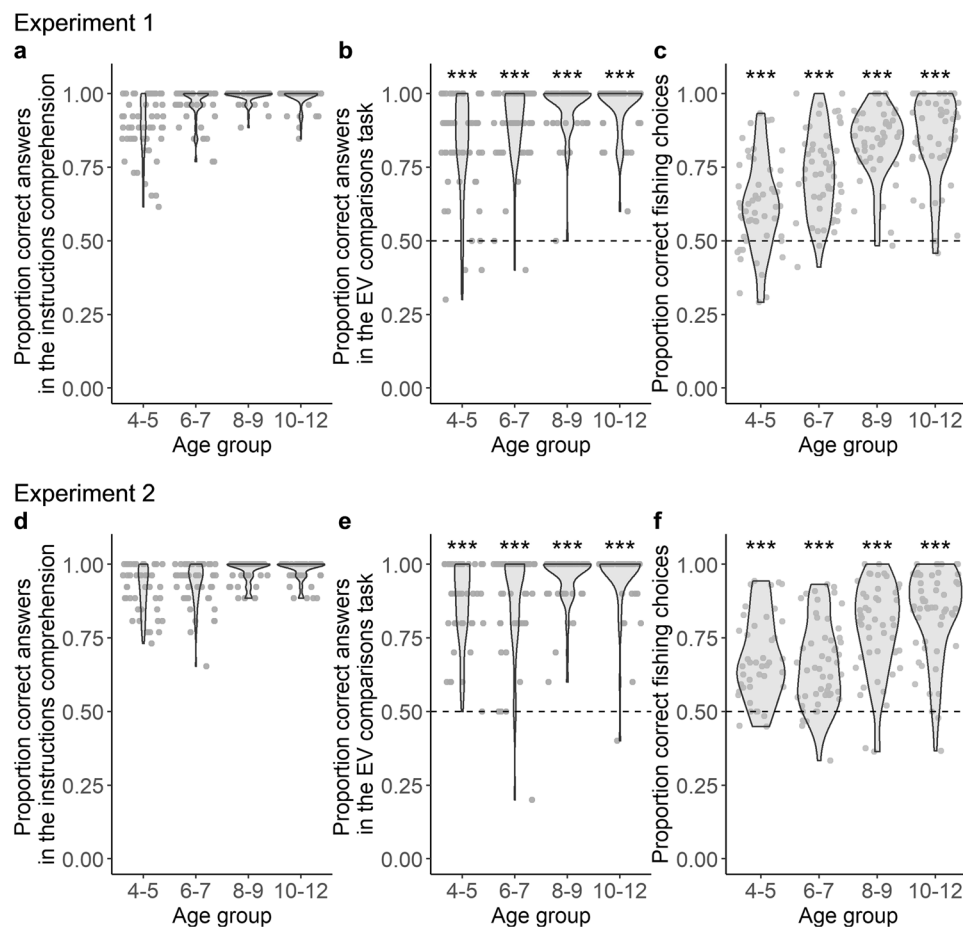 Experiment 1
a
b
c
Proportion correct answers
in the instructions comprehension
1.00
0.75
0.50
0.25
0.00
4-5 6-7 8-9 10-12
Age group
Proportion correct answers
in the EV comparisons task
*** *** *** ***
1.00
0.75
0.50
0.25
0.00
4-5 6-7 8-9 10-12
Age group
Proportion correct fishing choices
*** *** *** ***
1.00
0.75
0.50
0.25
0.00
4-5 6-7 8-9 10-12
Age group
Experiment 2
d
e
f
Proportion correct answers
in the instructions comprehension
1.00
0.75
0.50
0.25
0.00
4-5 6-7 8-9 10-12
Age group
Proportion correct answers
in the EV comparisons task
*** *** *** ***
1.00
0.75
0.50
0.25
0.00
4-5 6-7 8-9 10-12
Age group
Proportion correct fishing choices
*** *** *** ***
1.00
0.75
0.50
0.25
0.00
4-5 6-7 8-9 10-12
Age group